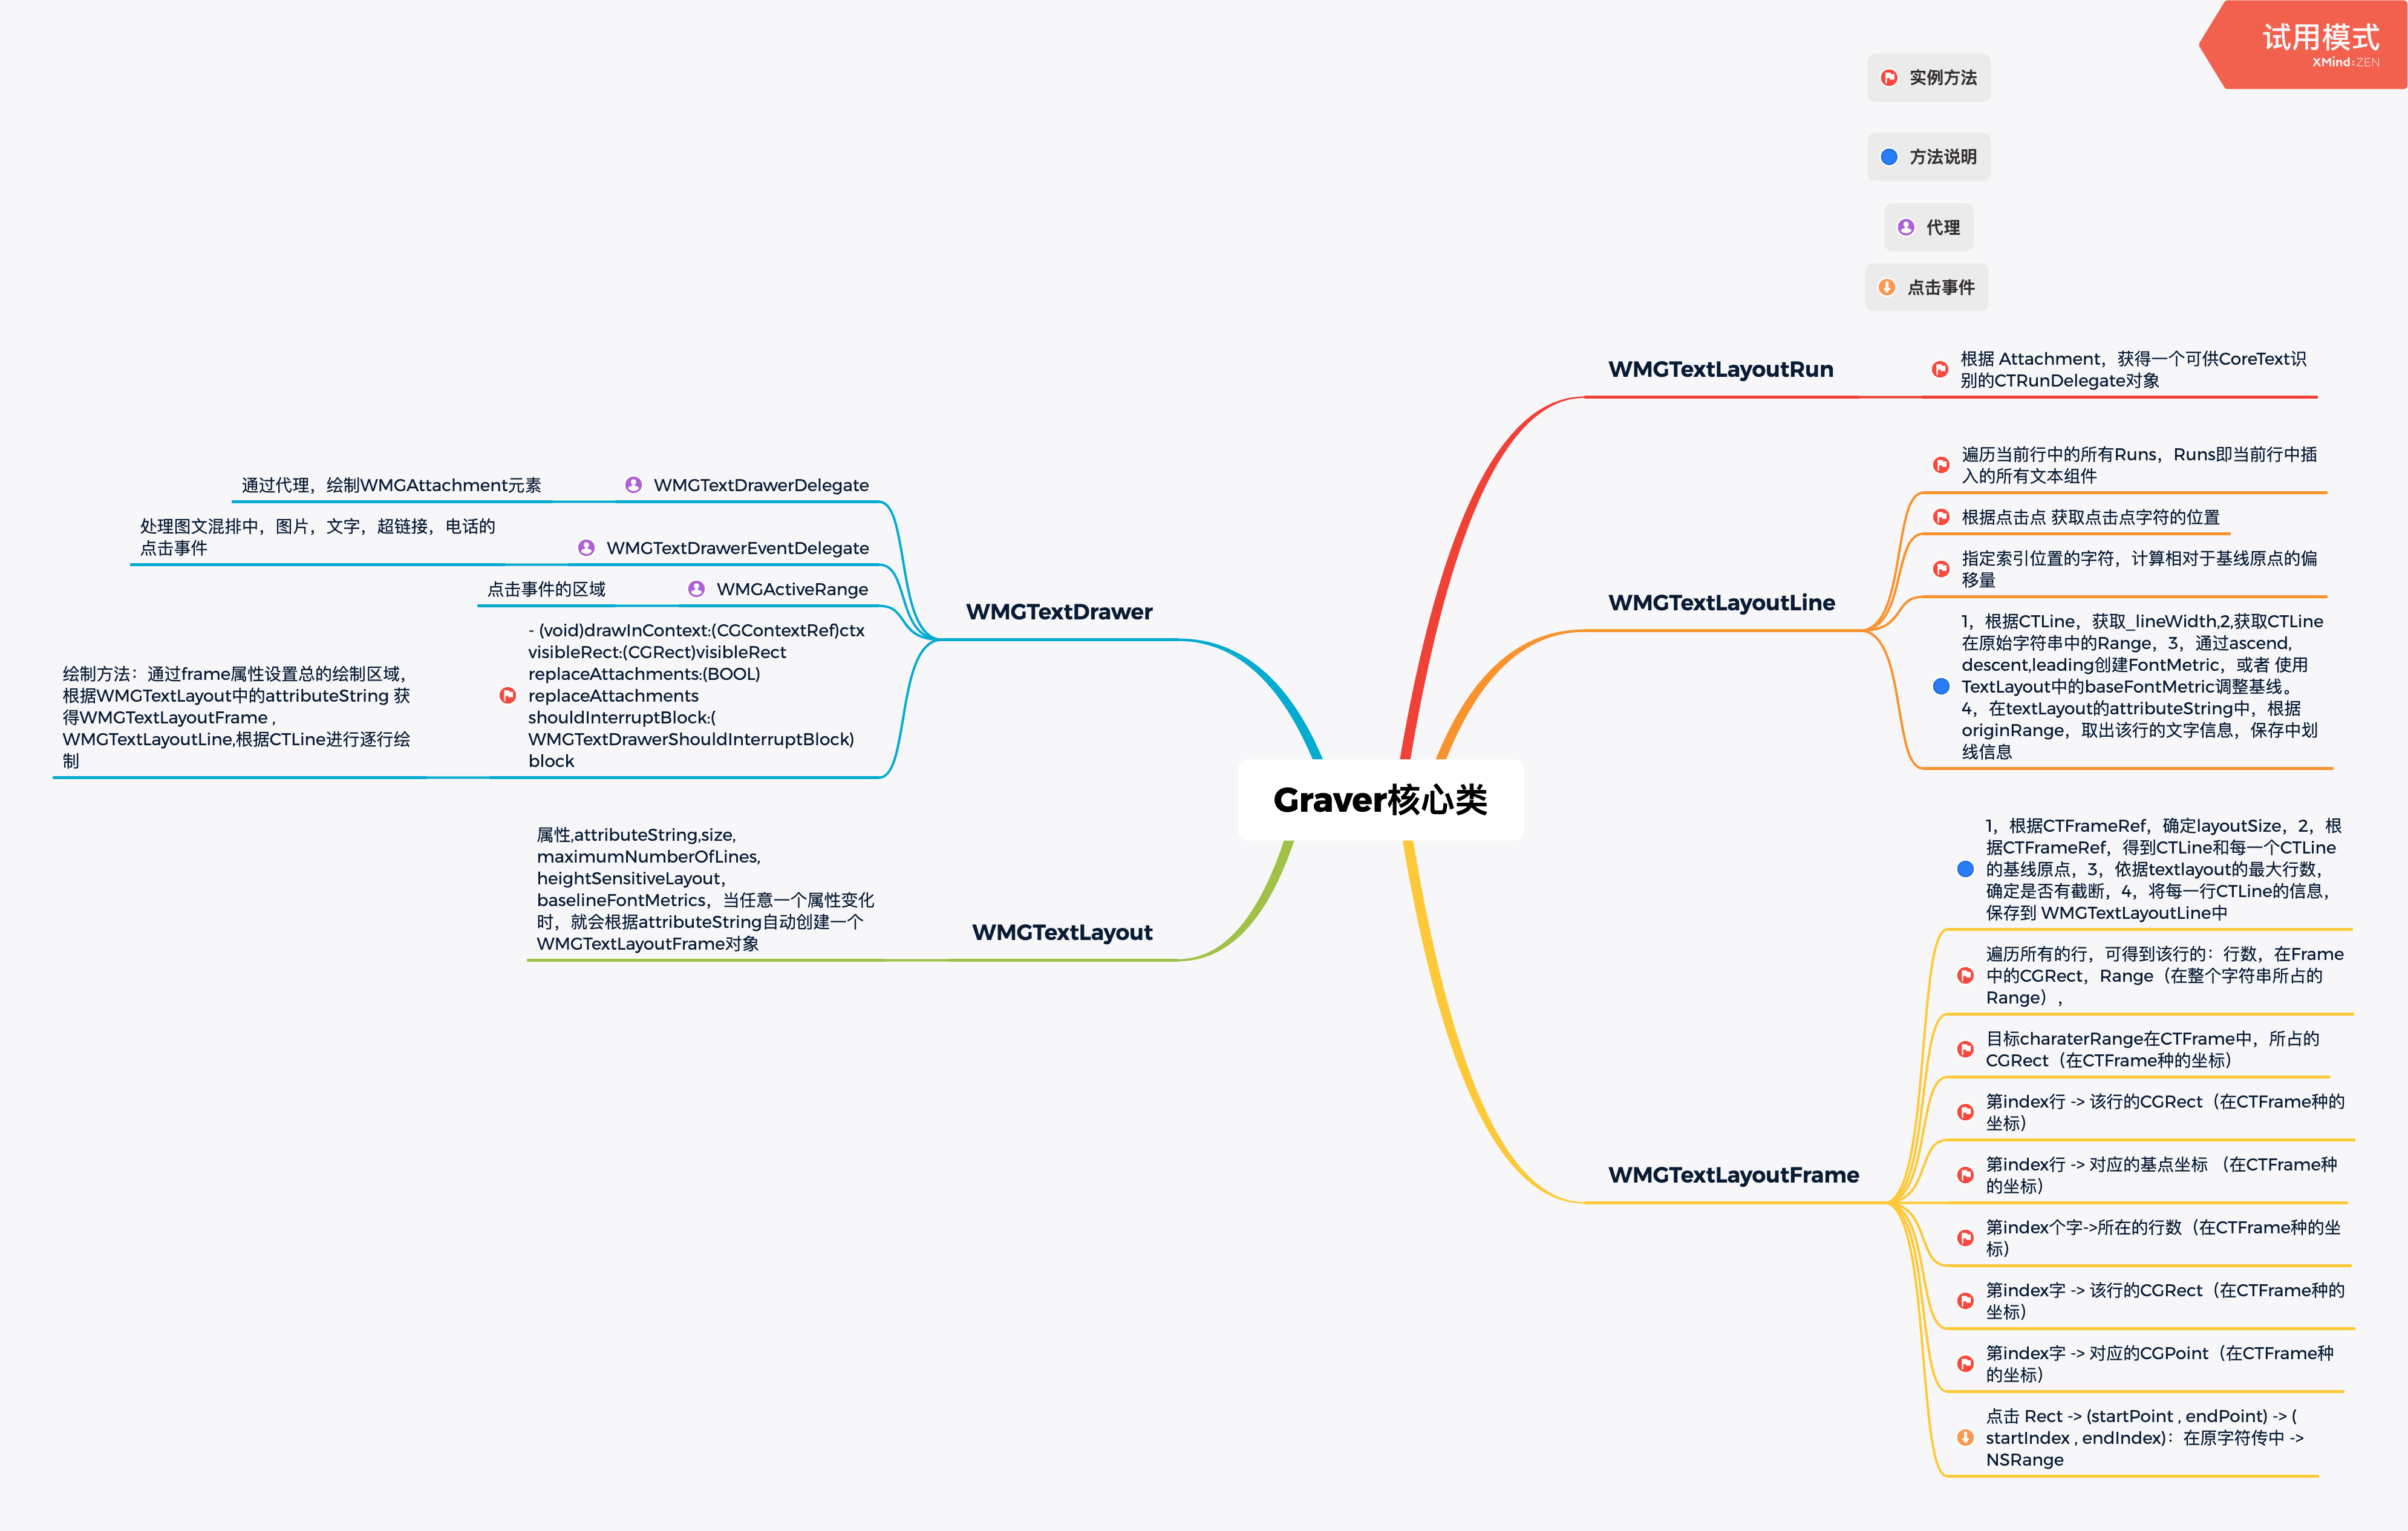 试用模式
XMind:ZEN
实例方法
方法说明
代理
点击事件
Graver核心类
WMGTextLayoutRun
根据 Attachment，获得一个可供CoreText识
别的CTRunDelegate对象
WMGTextLayoutLine
遍历当前行中的所有Runs，Runs即当前行中插
入的所有文本组件
根据点击点 获取点击点字符的位置
指定索引位置的字符，计算相对于基线原点的偏
移量
1，根据CTLine，获取_lineWidth,2,获取CTLine
在原始字符串中的Range，3，通过ascend,
descent,leading创建FontMetric，或者 使用
TextLayout中的baseFontMetric调整基线。
4，在textLayout的attributeString中，根据
originRange，取出该行的文字信息，保存中划
线信息
WMGTextLayoutFrame
1，根据CTFrameRef，确定layoutSize，2，根
据CTFrameRef，得到CTLine和每一个CTLine
的基线原点，3，依据textlayout的最大行数，
确定是否有截断，4，将每一行CTLine的信息，
保存到 WMGTextLayoutLine中
遍历所有的行，可得到该行的：行数，在Frame
中的CGRect，Range（在整个字符串所占的
Range），
目标charaterRange在CTFrame中，所占的
CGRect（在CTFrame种的坐标）
第index行 -> 该行的CGRect（在CTFrame种的
坐标）
第index行 -> 对应的基点坐标 （在CTFrame种
的坐标）
第index个字->所在的行数（在CTFrame种的坐
标）
第index字 -> 该行的CGRect（在CTFrame种的
坐标）
第index字 -> 对应的CGPoint（在CTFrame种
的坐标）
点击 Rect -> (startPoint , endPoint) -> (
startIndex , endIndex)：在原字符传中 ->
NSRange
WMGTextDrawer
WMGTextDrawerDelegate
通过代理，绘制WMGAttachment元素
WMGTextDrawerEventDelegate
处理图文混排中，图片，文字，超链接，电话的
点击事件
WMGActiveRange
点击事件的区域
- (void)drawInContext:(CGContextRef)ctx
visibleRect:(CGRect)visibleRect
replaceAttachments:(BOOL)
replaceAttachments
shouldInterruptBlock:(
WMGTextDrawerShouldInterruptBlock)
block
绘制方法：通过frame属性设置总的绘制区域，
根据WMGTextLayout中的attributeString 获
得WMGTextLayoutFrame ,
WMGTextLayoutLine,根据CTLine进行逐行绘
制
WMGTextLayout
属性,attributeString,size,
maximumNumberOfLines,
heightSensitiveLayout，
baselineFontMetrics，当任意一个属性变化
时，就会根据attributeString自动创建一个
WMGTextLayoutFrame对象